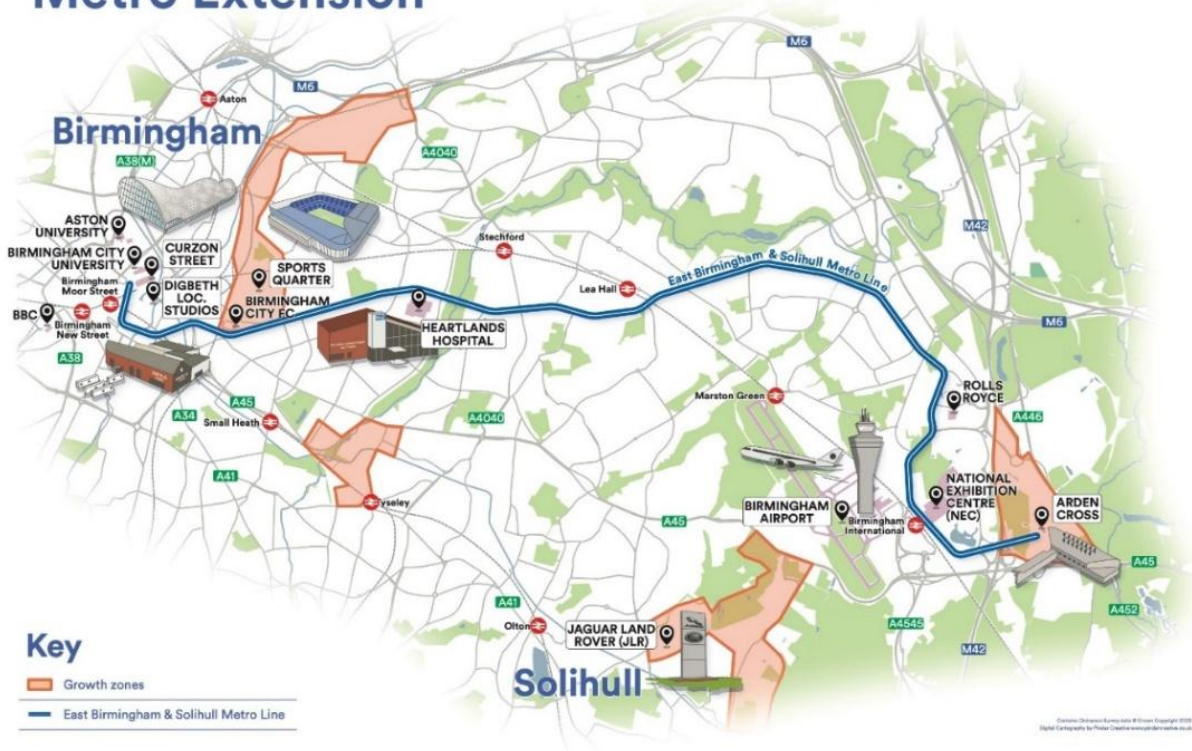 Metro Extension
M6
M6
Aston
Birmingham
A38(M)
A4040
M42
ASTON
UNIVERSITY
BIRMINGHAM CITY
UNIVERSITY
CURZON
STREET
Stechford
East Birmingham & Solihull Metro Line
SPORTS
QUARTER
Birmingham
Moor Street
DIGBETH
LOC.
STUDIOS
Lea Hall
BIRMINGHAM
CITY FC
BBC
Birmingham
New Street
HEARTLANDS
HOSPITAL
M6
A38
ROLLS
ROYCE
A45
Marston Green
A34
Small Heath
A4040
A446
A41
NATIONAL
EXHIBITION
CENTRE
(NEC)
Tyseley
BIRMINGHAM
AIRPORT
ARDEN
CROSS
A45
Birmingham
International
A45
A41
A452
Olton
JAGUAR LAND
ROVER (JLR)
A4545
M42
Solihull
Key
Growth zones
East Birmingham & Solihull Metro Line